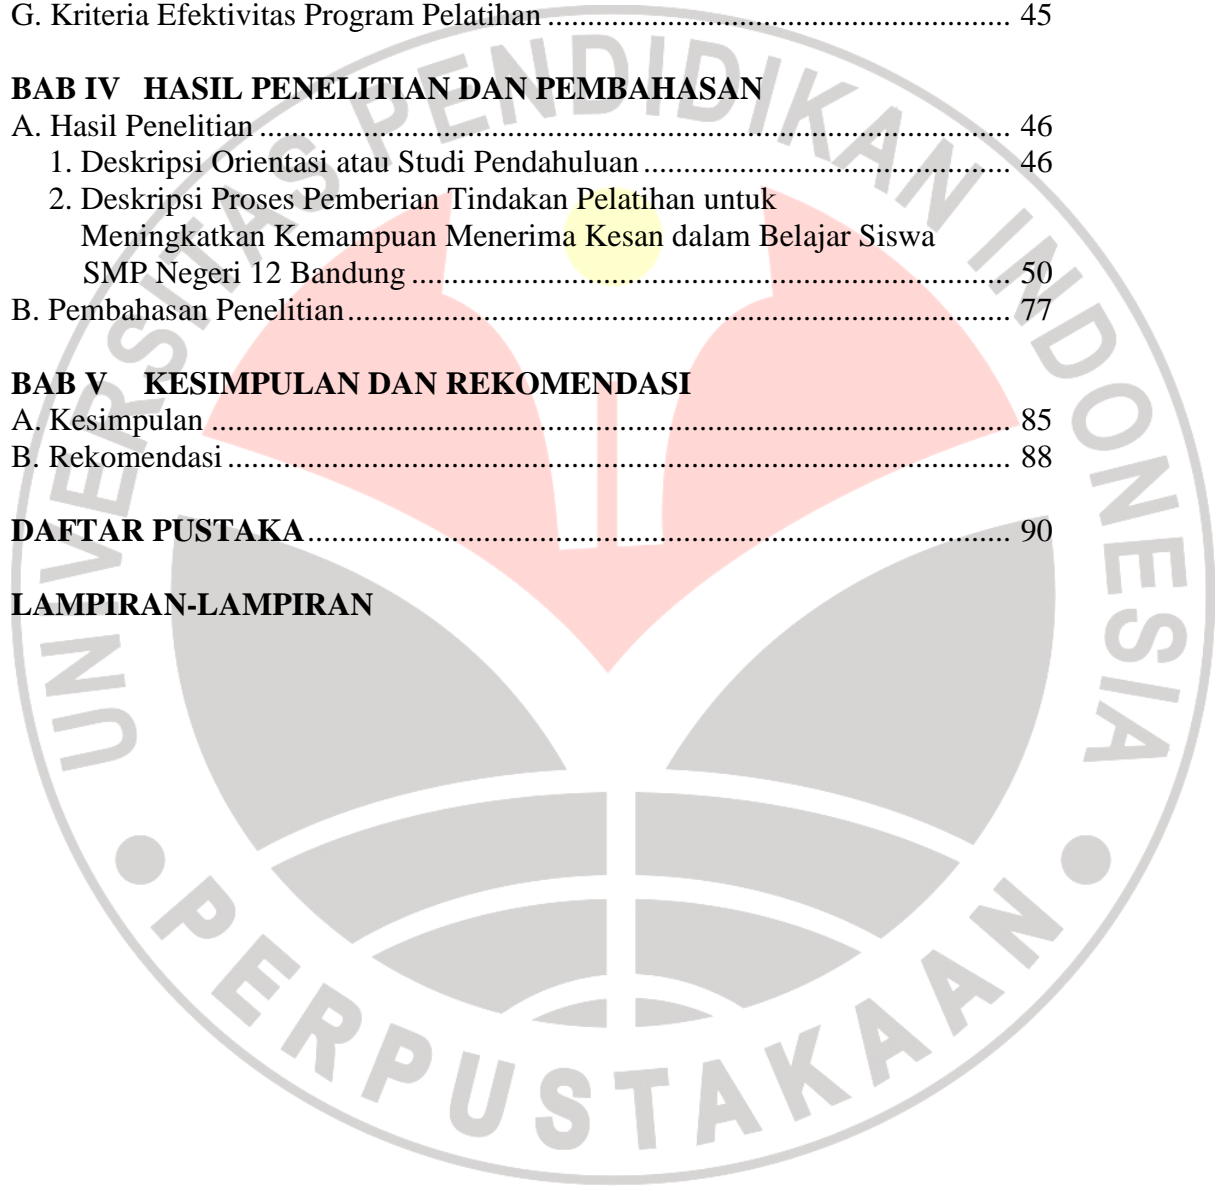 G. Kriteria Efektivitas Program Pelatihan ........................................................... 45
BAB IV HASIL PENELITIAN DAN PEMBAHASAN
A. Hasil Penelitian ............................................................................................... 46
1. Deskripsi Orientasi atau Studi Pendahuluan ............................................... 46
2. Deskripsi Proses Pemberian Tindakan Pelatihan untuk
Meningkatkan Kemampuan Menerima Kesan dalam Belajar Siswa
SMP Negeri 12 Bandung ............................................................................ 50
B. Pembahasan Penelitian .................................................................................... 77
BAB V KESIMPULAN DAN REKOMENDASI
A. Kesimpulan ..................................................................................................... 85
B. Rekomendasi ................................................................................................... 88
DAFTAR PUSTAKA ......................................................................................... 90
LAMPIRAN-LAMPIRAN
UNIVERSITAS PENDIDIKAN INDONESIA
PERPUSTAKAAN